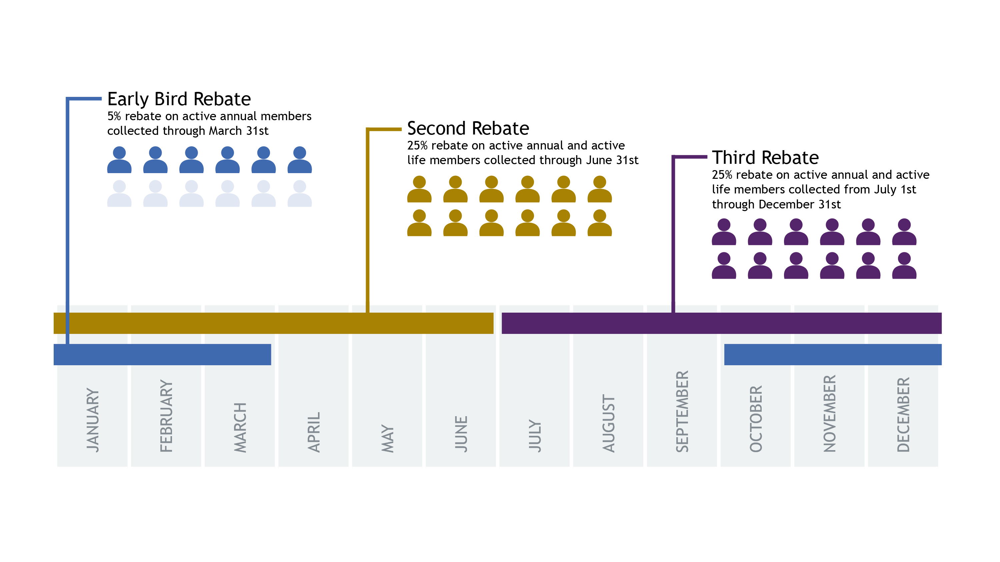 Early Bird Rebate
5% rebate on active annual members
collected through March 31st
Second Rebate
25% rebate on active annual and active
life members collected through June 31st
Third Rebate
25% rebate on active annual and active
life members collected from July 1st
through December 31st
JANUARY
FEBRUARY
MARCH
APRIL
MAY
JUNE
JULY
AUGUST
SEPTEMBER
OCTOBER
NOVEMBER
DECEMBER